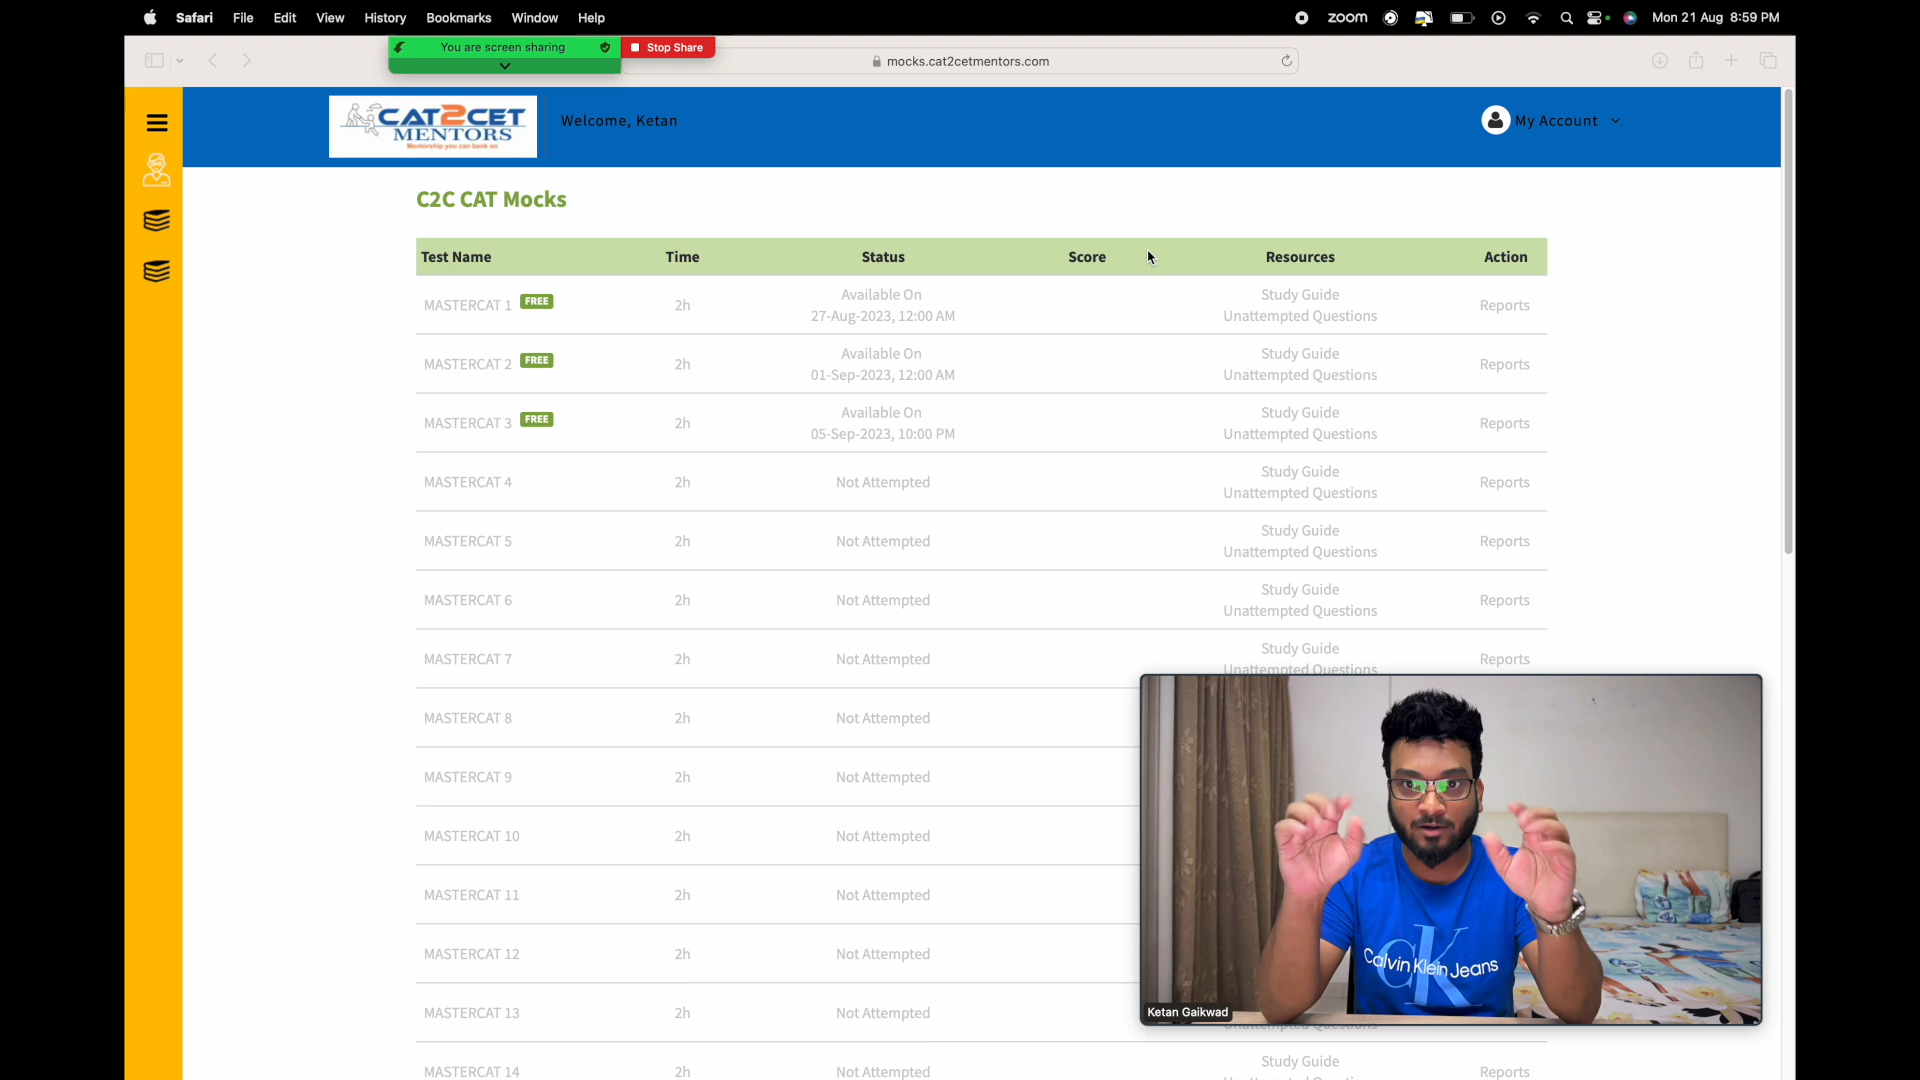 Safari File Edit View History Bookmarks Window Help
zoom
Mon 21 Aug 8:59 PM
You are screen sharing
Stop Share
mocks.cat2cetmentors.com
CAT2CET
MENTORS
Mentorship you can bank on
Welcome, Ketan
My Account
C2C CAT Mocks
Test Name Time Status Score Resources Action
MASTERCAT 1 FREE 2h Available On 27-Aug-2023, 12:00 AM Study Guide Unattempted Questions Reports
MASTERCAT 2 FREE 2h Available On 01-Sep-2023, 12:00 AM Study Guide Unattempted Questions Reports
MASTERCAT 3 FREE 2h Available On 05-Sep-2023, 10:00 PM Study Guide Unattempted Questions Reports
MASTERCAT 4 2h Not Attempted Study Guide Unattempted Questions Reports
MASTERCAT 5 2h Not Attempted Study Guide Unattempted Questions Reports
MASTERCAT 6 2h Not Attempted Study Guide Unattempted Questions Reports
MASTERCAT 7 2h Not Attempted Study Guide Unattempted Questions Reports
MASTERCAT 8 2h Not Attempted
MASTERCAT 9 2h Not Attempted
MASTERCAT 10 2h Not Attempted
MASTERCAT 11 2h Not Attempted
MASTERCAT 12 2h Not Attempted
MASTERCAT 13 2h Not Attempted
MASTERCAT 14 2h Not Attempted Study Guide Reports
CK
Calvin Klein Jeans
Ketan Gaikwad